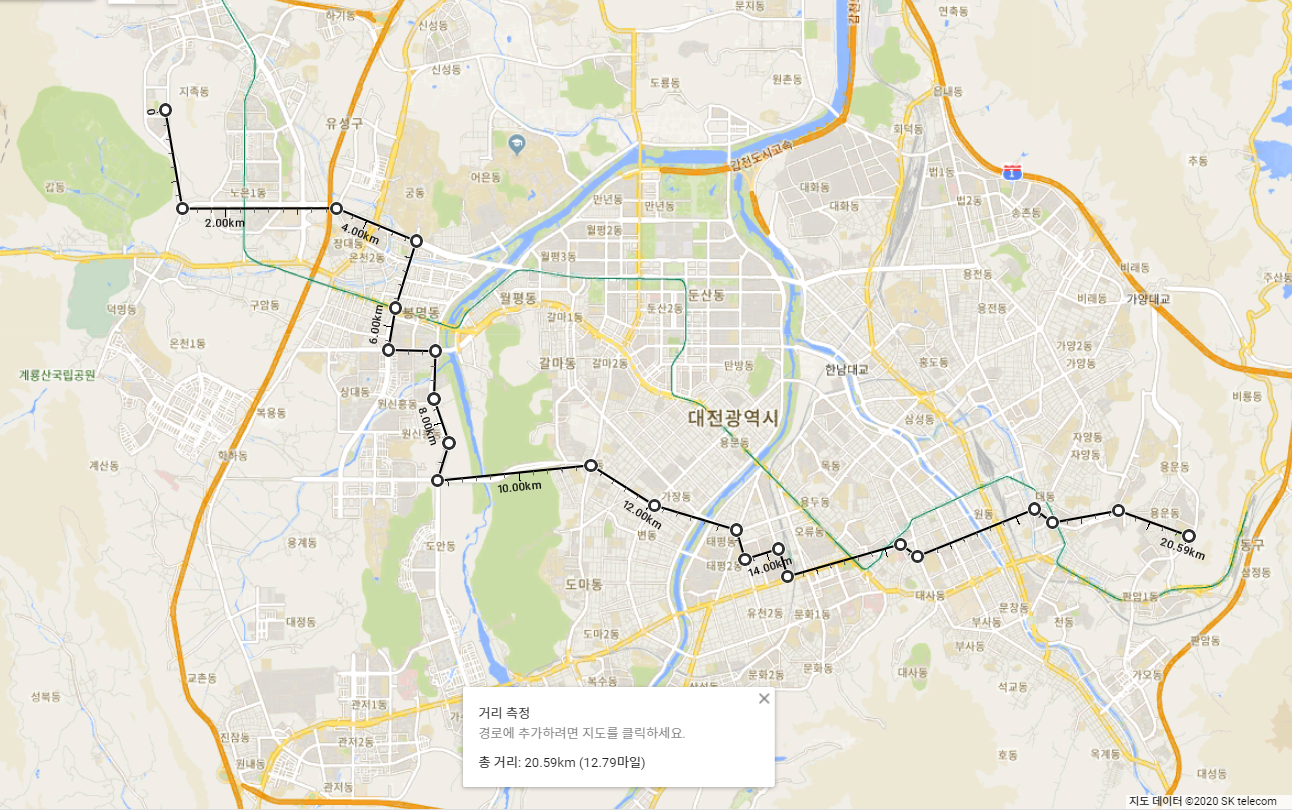 하기동
신성동
문지동
갑천
연축동
지족동
신성동
도룡동
원촌동
읍내동
0
유성구
화덕동
추동
갑천도시고속
1
갑동
노은1동
궁동
어은동
만년동
만년동
대화동
대화동
법1동
법2동
송촌동
2.00km
4.00km
장대동
온천2동
월평2동
월평3동
비래동
용전동
주산동
덕명동
구암동
6.00km
봉명동
월평동
갈마1동
둔산동
둔산2동
용전동
비래동
가양대교
온천1동
갈마동
갈마2동
탄방동
한남대교
홍도동
가양2동
가양동
계룡산국립공원
상대동
원신흥동
8.00km
원신흥동
복용동
대전광역시
용문동
삼성동
비룡동
자양동
자양동
계산동
학하동
목동
용운동
10.00km
가장동
12.00km
용두동
대동
원동
용운동
변동
태평동
오류동
20.59km
동구
용계동
도안동
태평2동
14.00km
삼정동
도마동
대사동
판암1동
대정동
유천2동
문화1동
문창동
부사동
천동
도마2동
부사동
판암동
교촌동
복수동
문화2동
문화동
대사동
가오동
성북동
관저1동
석교동
진잠동
관저2동
호동
옥계동
원내동
관저동
대성동
거리 측정
경로에 추가하려면 지도를 클릭하세요.
총 거리: 20.59km (12.79마일)
지도 데이터 ©2020 SK telecom